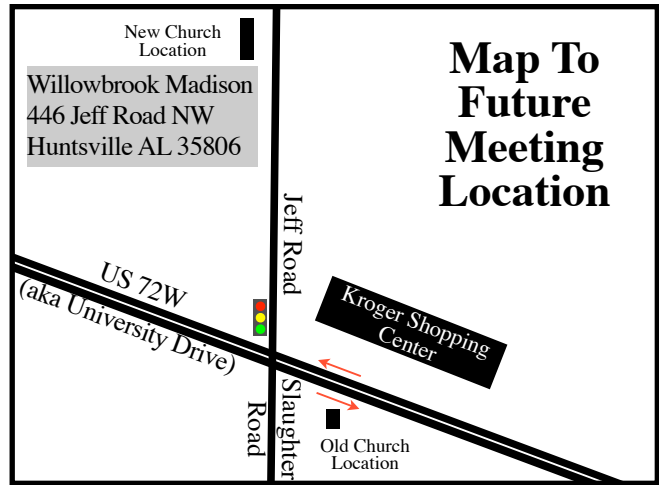 New Church
Location
Willowbrook Madison
446 Jeff Road NW
Huntsville AL 35806
Map To
Future
Meeting
Location
Jeff Road
US 72W
(aka University Drive)
Kroger Shopping
Center
Slaughter
Road
Old Church
Location